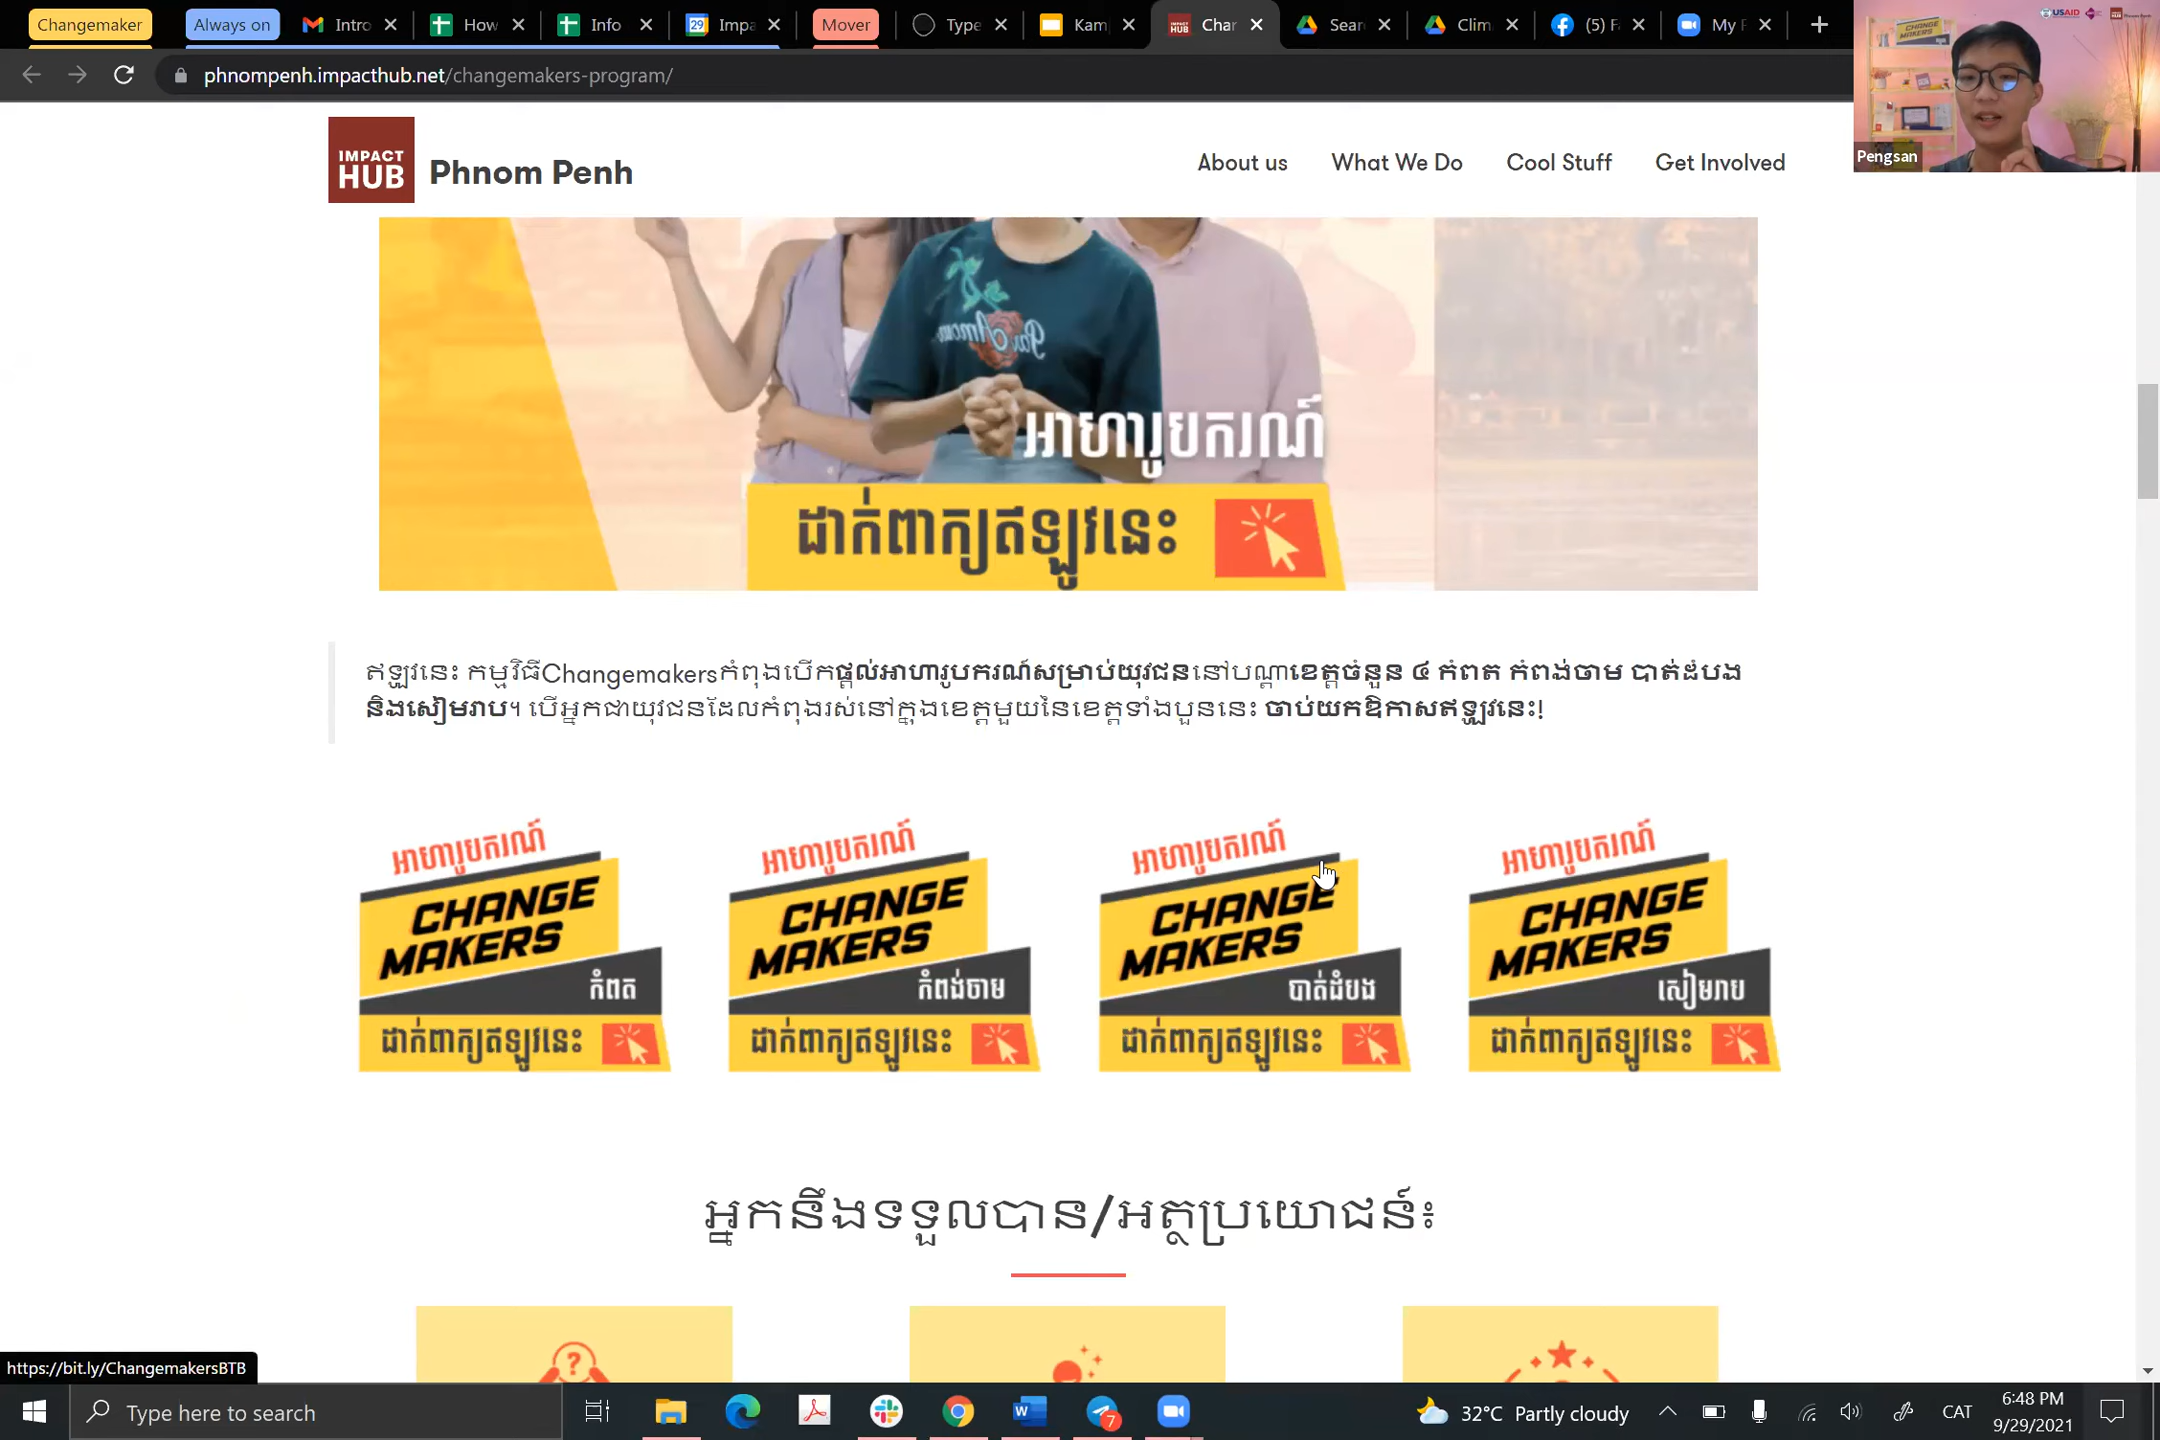 Changemaker
Always on
Intro
How
Info
29
Impa
Mover
Type
Kam
Char
Sear
Clim
(5) F
My F
phnompenh.impacthub.net/changemakers-program/
USAID
CHANGE MAKERS
Pengsan
IMPACT
HUB
Phnom Penh
About us
What We Do
Cool Stuff
Get Involved
អាហារូបករណ៍
ដាក់ពាក្យឥឡូវនេះ
ឥឡូវនេះ កម្មវិធីChangemakersកំពុងបើកផ្តល់អាហារូបករណ៍សម្រាប់យុវជននៅបណ្តាខេត្តចំនួន ៤ កំពត កំពង់ចាម បាត់ដំបង
និងសៀមរាប។ បើអ្នកជាយុវជនដែលកំពុងរស់នៅក្នុងខេត្តមួយនៃខេត្តទាំងបួននេះ ចាប់យកឱកាសឥឡូវនេះ!
អាហារូបករណ៍
CHANGE
MAKERS
កំពត
ដាក់ពាក្យឥឡូវនេះ
អាហារូបករណ៍
CHANGE
MAKERS
កំពង់ចាម
ដាក់ពាក្យឥឡូវនេះ
អាហារូបករណ៍
CHANGE
MAKERS
បាត់ដំបង
ដាក់ពាក្យឥឡូវនេះ
អាហារូបករណ៍
CHANGE
MAKERS
សៀមរាប
ដាក់ពាក្យឥឡូវនេះ
អ្នកនឹងទទួលបាន/អត្ថប្រយោជន៍៖
?
https://bit.ly/ChangemakersBTB
Type here to search
7
32°C Partly cloudy
CAT
6:48 PM
9/29/2021